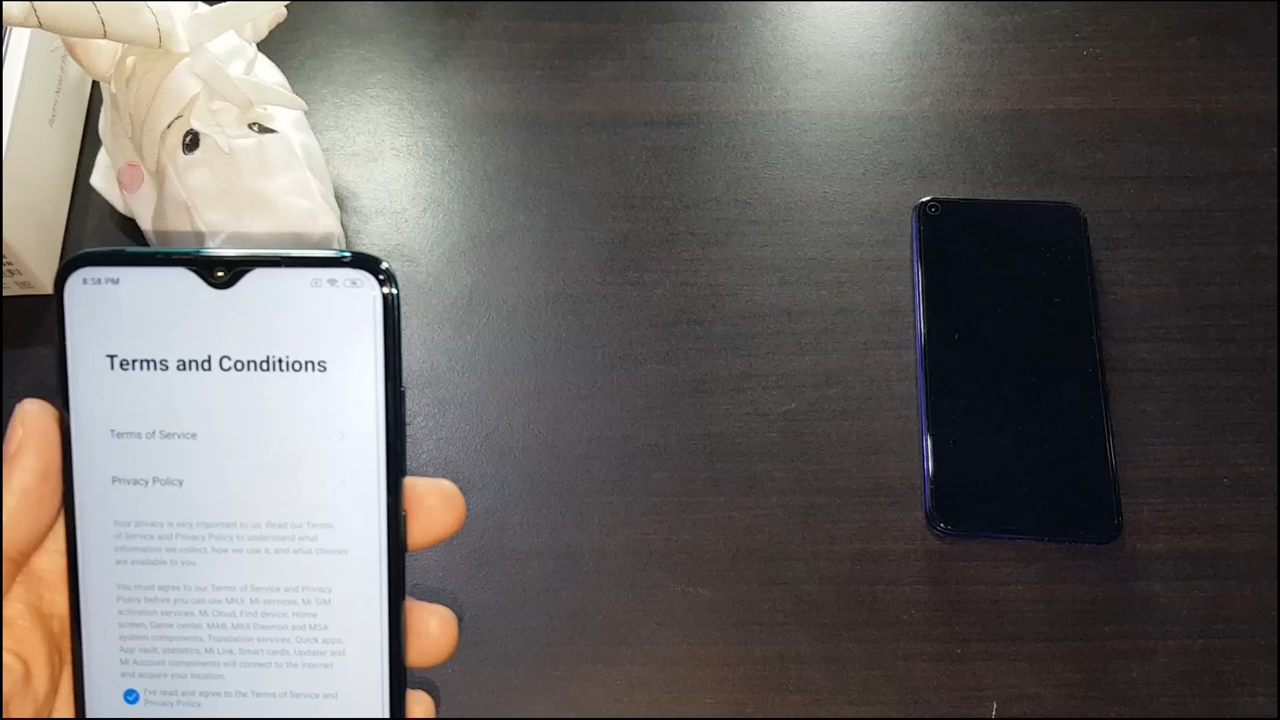 Redmi Note 8 Pro
8:58 PM
Terms and Conditions
Terms of Service
Privacy Policy
Your privacy is very important to us. Read our Terms
of Service and Privacy Policy to understand what
information we collect, how we use it, and what choices
are available to you.
You must agree to our Terms of Service and Privacy
Policy before you can use MIUI. Mi services, Mi SIM
activation services, Mi Cloud, Find device, Home
screen, Game center, MAB, MIUI Daemon and MSA
system components, Translation services, Quick apps,
App vault, statistics, Mi Link, Smart cards, Updater and
Mi Account components will connect to the Internet
and acquire your location.
I've read and agree to the Terms of Service and
Privacy Policy